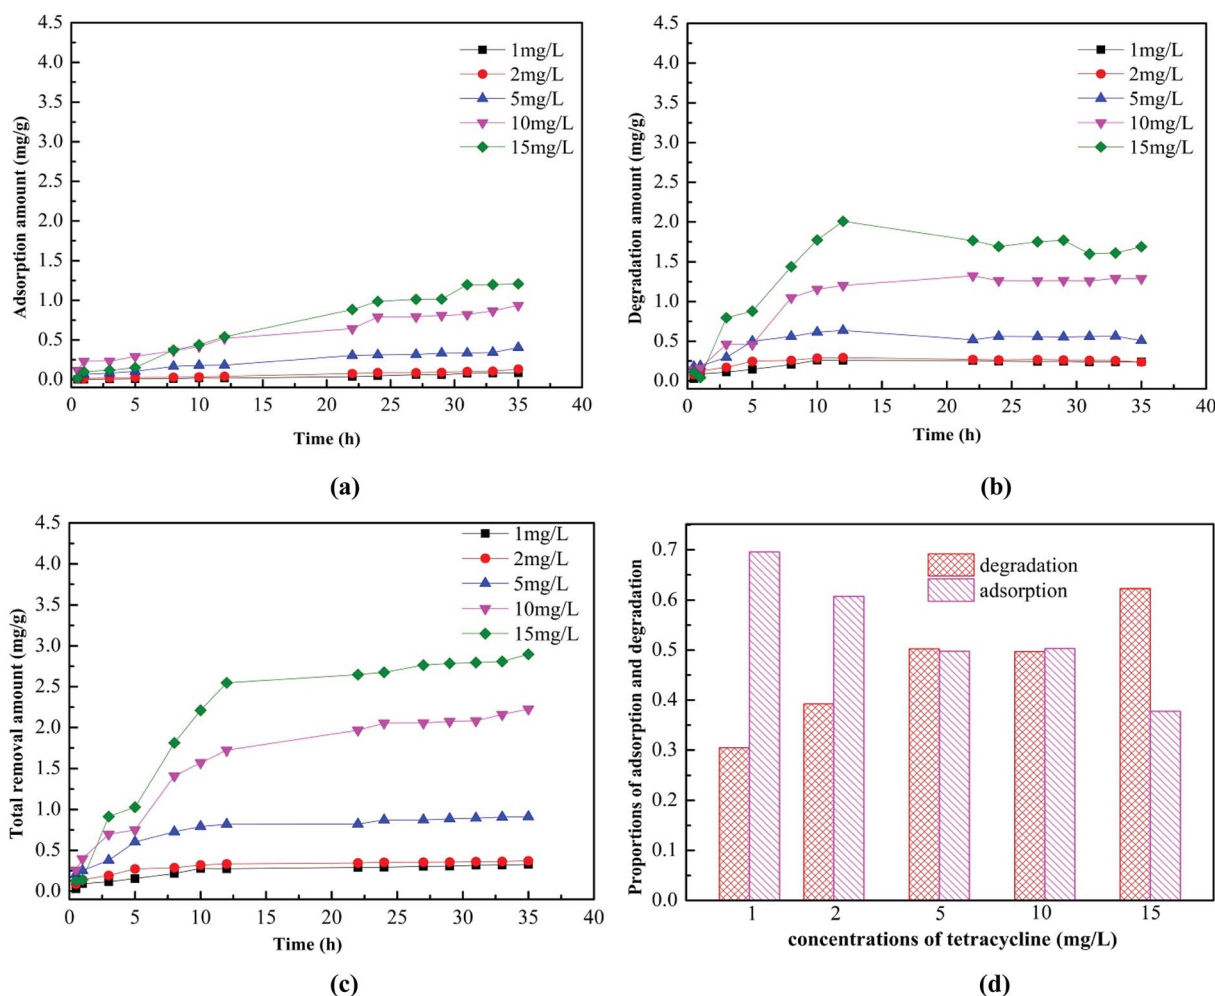 4.5
4.0
3.5
3.0
2.5
2.0
1.5
1.0
0.5
0.0
Adsorption amount (mg/g)
1mg/L
2mg/L
5mg/L
10mg/L
15mg/L
0 5 10 15 20 25 30 35 40
Time (h)
(a)
4.5
4.0
3.5
3.0
2.5
2.0
1.5
1.0
0.5
0.0
Degradation amount (mg/g)
1mg/L
2mg/L
5mg/L
10mg/L
15mg/L
0 5 10 15 20 25 30 35 40
Time (h)
(b)
4.5
4.0
3.5
3.0
2.5
2.0
1.5
1.0
0.5
0.0
Total removal amount (mg/g)
1mg/L
2mg/L
5mg/L
10mg/L
15mg/L
0 5 10 15 20 25 30 35 40
Time (h)
(c)
0.7
0.6
0.5
0.4
0.3
0.2
0.1
0.0
Proportions of adsorption and degradation
degradation
adsorption
1 2 5 10 15
concentrations of tetracycline (mg/L)
(d)